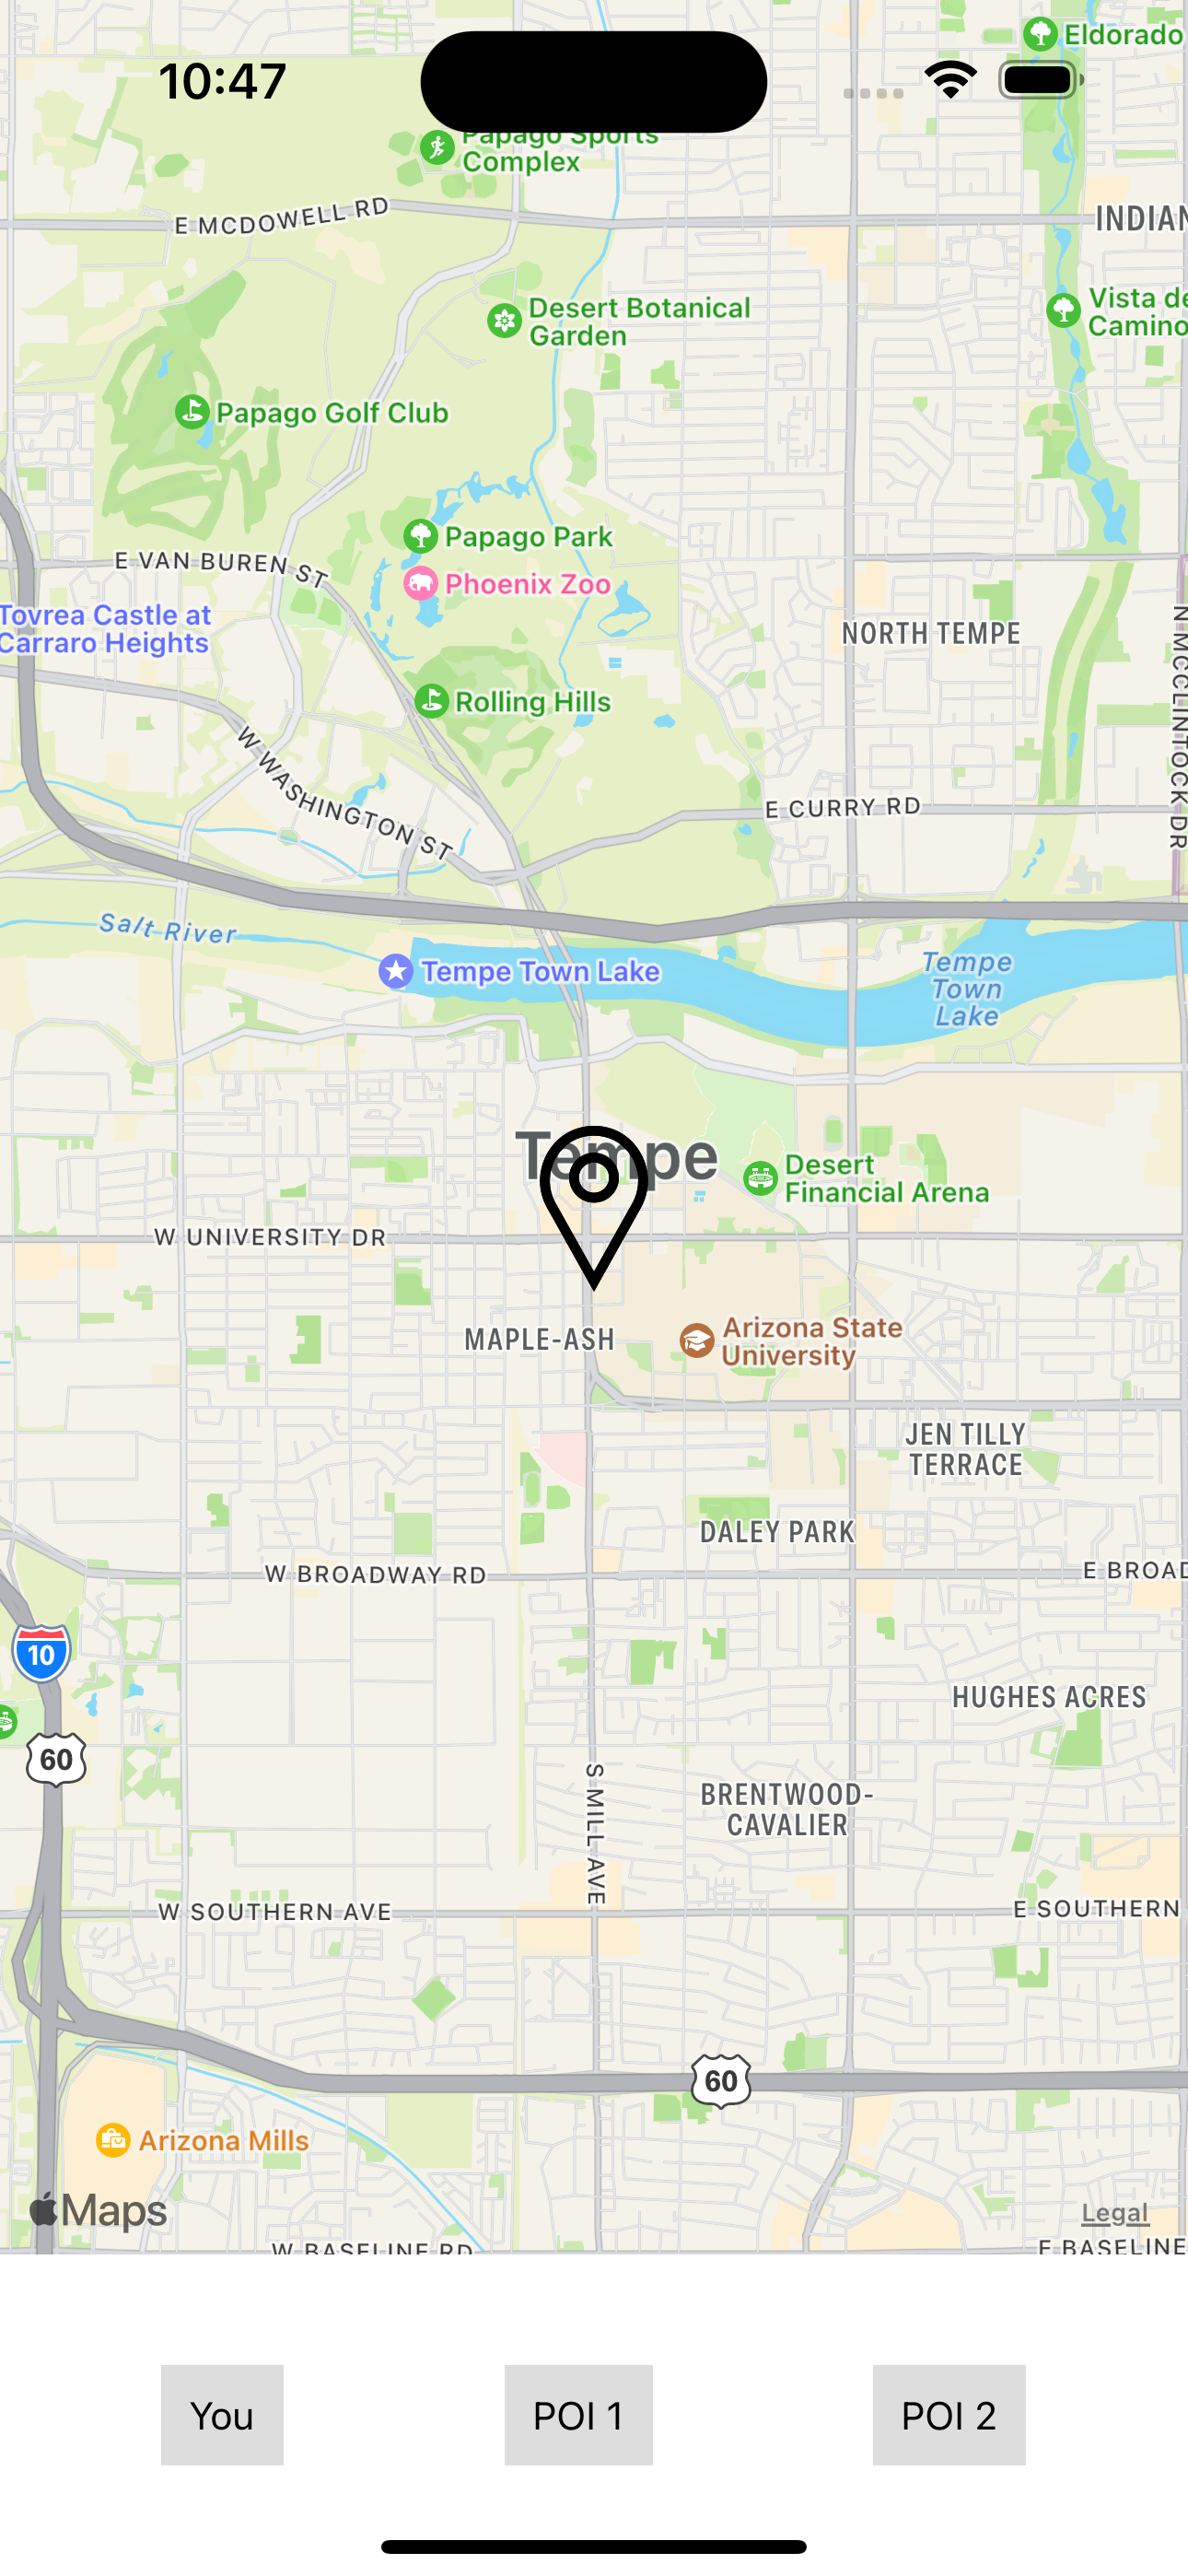 Eldorado
10:47
Papago Sports
Complex
E MCDOWELL RD
INDIAN
Desert Botanical
Garden
Vista de
Camino
Papago Golf Club
Papago Park
E VAN BUREN ST
Phoenix Zoo
Tovrea Castle at
Carraro Heights
NORTH TEMPE
N MCCLINTOCK DR
Rolling Hills
W WASHINGTON ST
E CURRY RD
Salt River
Tempe Town Lake
Tempe
Town
Lake
Tempe
Desert
Financial Arena
W UNIVERSITY DR
MAPLE-ASH
Arizona State
University
JEN TILLY
TERRACE
DALEY PARK
W BROADWAY RD
E BROAD
10
HUGHES ACRES
60
S MILL AVE
BRENTWOOD-
CAVALIER
W SOUTHERN AVE
E SOUTHERN
60
Arizona Mills
Maps
Legal
W BASELINE RD
E BASELINE
You
POI 1
POI 2